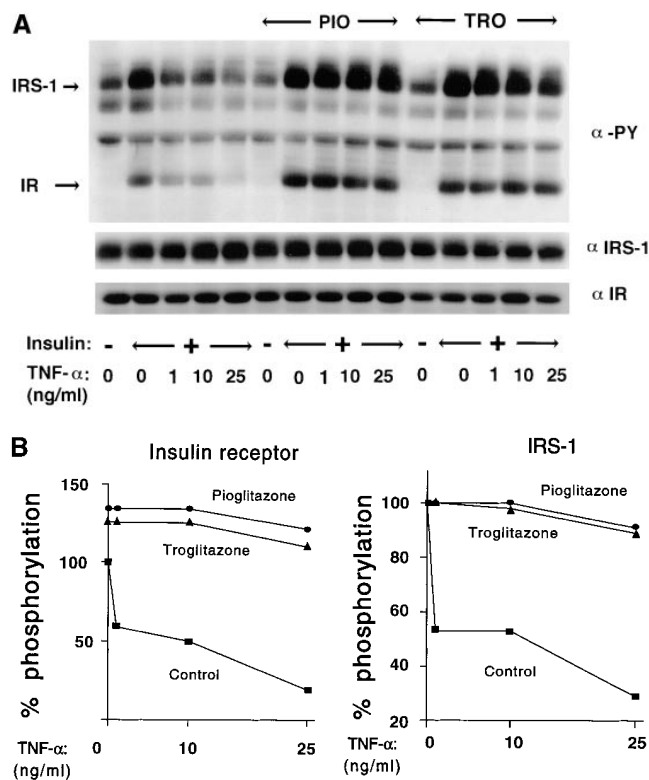 A
← PIO → ← TRO →
IRS-1 →
α -PY
IR →
α IRS-1
α IR
Insulin: - ← + → - ← + → - ← + →
TNF-α: 0 0 1 10 25 0 0 1 10 25 0 0 1 10 25
(ng/ml)
B
Insulin receptor
% phosphorylation
150
100
50
Pioglitazone
Troglitazone
Control
TNF-α: 0 10 25
(ng/ml)
IRS-1
% phosphorylation
100
80
60
40
20
Pioglitazone
Troglitazone
Control
TNF-α: 0 10 25
(ng/ml)